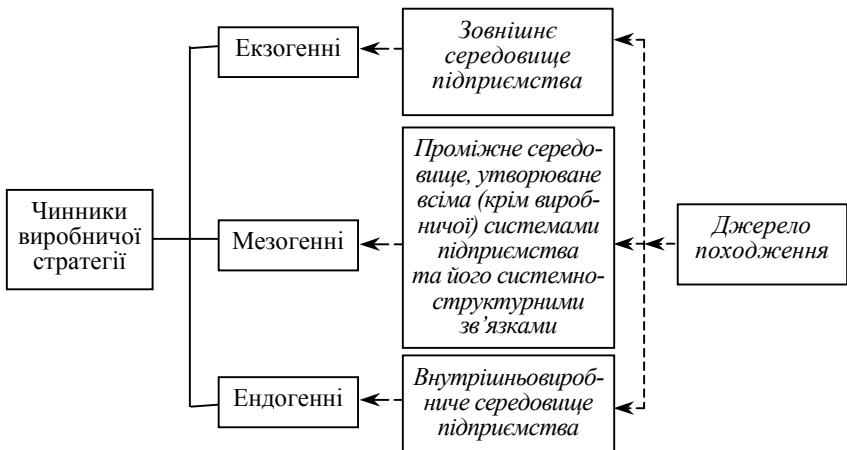 Чинники
виробничої
стратегії
Екзогенні
Зовнішнє
середовище
підприємства
Мезогенні
Проміжне середо-
вище, утворюване
всіма (крім вироб-
ничої) системами
підприємства
та його системно-
структурними
зв’язками
Ендогенні
Внутрішньовироб-
ниче середовище
підприємства
Джерело
походження